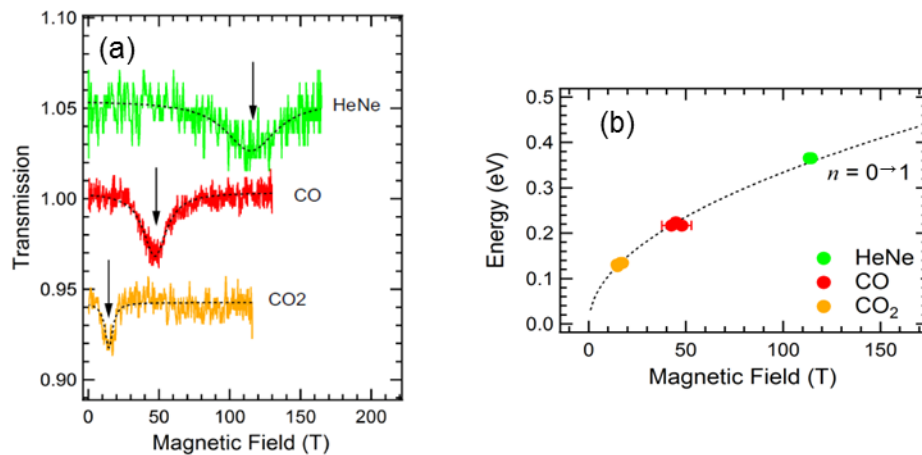 (a)
Transmission
1.10
1.05
1.00
0.95
0.90
HeNe
CO
CO2
0
50
100
150
200
Magnetic Field (T)
(b)
Energy (eV)
0.5
0.4
0.3
0.2
0.1
0.0
n = 0→1
HeNe
CO
CO₂
0
50
100
150
Magnetic Field (T)